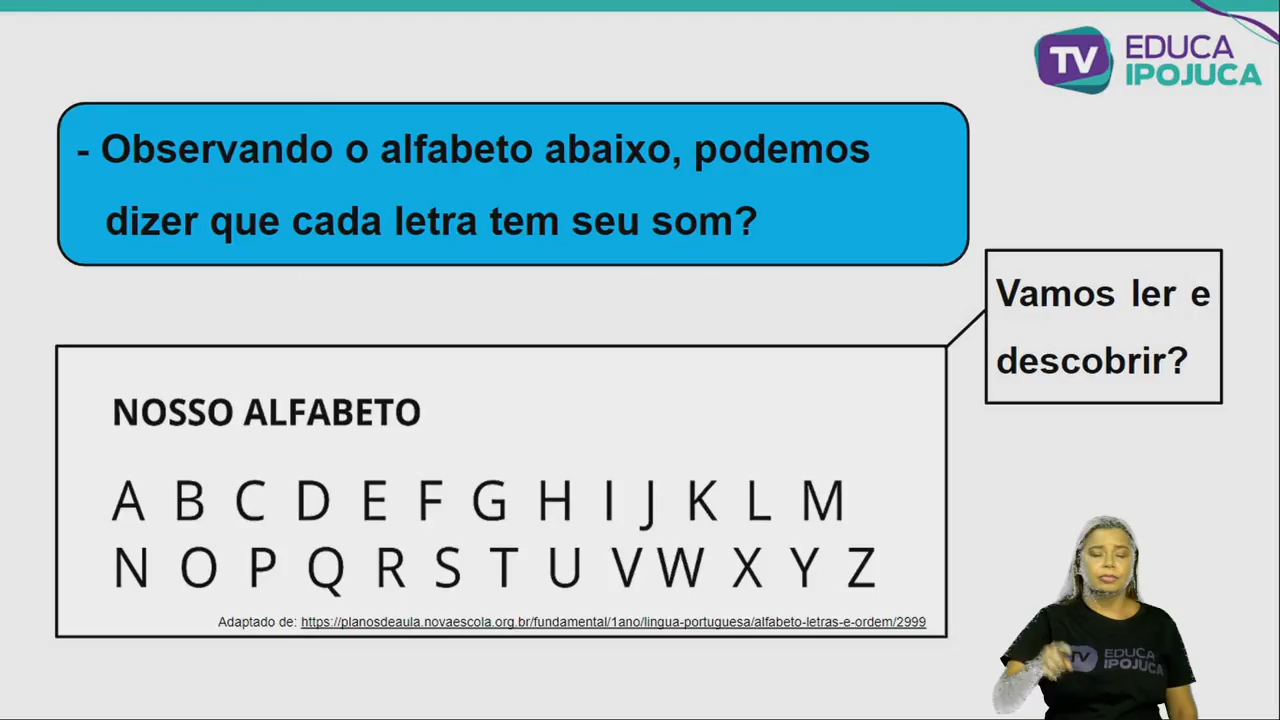 TV EDUCA
IPOJUCA
- Observando o alfabeto abaixo, podemos
dizer que cada letra tem seu som?
Vamos ler e
descobrir?
NOSSO ALFABETO
A B C D E F G H I J K L M
N O P Q R S T U V W X Y Z
Adaptado de: https://planosdeaula.novaescola.org.br/fundamental/1ano/lingua-portuguesa/alfabeto-letras-e-ordem/2999
TV EDUCA
IPOJUCA